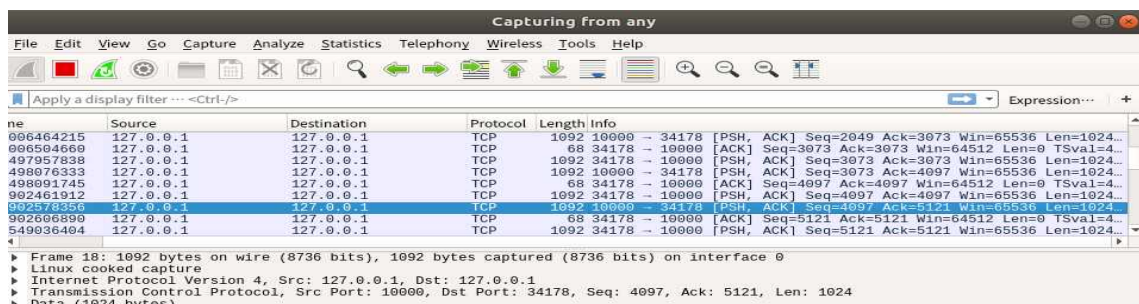 Capturing from any
File Edit View Go Capture Analyze Statistics Telephony Wireless Tools Help
Apply a display filter ··· <Ctrl-/> Expression··· +
ne Source Destination Protocol Length Info
006464215 127.0.0.1 127.0.0.1 TCP 1092 10000 → 34178 [PSH, ACK] Seq=2049 Ack=3073 Win=65536 Len=1024…
006504660 127.0.0.1 127.0.0.1 TCP 68 34178 → 10000 [ACK] Seq=3073 Ack=3073 Win=64512 Len=0 TSval=4…
497957838 127.0.0.1 127.0.0.1 TCP 1092 34178 → 10000 [PSH, ACK] Seq=3073 Ack=3073 Win=65536 Len=1024…
498076333 127.0.0.1 127.0.0.1 TCP 1092 10000 → 34178 [PSH, ACK] Seq=3073 Ack=4097 Win=65536 Len=1024…
498091745 127.0.0.1 127.0.0.1 TCP 68 34178 → 10000 [ACK] Seq=4097 Ack=4097 Win=64512 Len=0 TSval=4…
902461912 127.0.0.1 127.0.0.1 TCP 1092 34178 → 10000 [PSH, ACK] Seq=4097 Ack=4097 Win=65536 Len=1024…
902578356 127.0.0.1 127.0.0.1 TCP 1092 10000 → 34178 [PSH, ACK] Seq=4097 Ack=5121 Win=65536 Len=1024…
902606890 127.0.0.1 127.0.0.1 TCP 68 34178 → 10000 [ACK] Seq=5121 Ack=5121 Win=64512 Len=0 TSval=4…
549036404 127.0.0.1 127.0.0.1 TCP 1092 34178 → 10000 [PSH, ACK] Seq=5121 Ack=5121 Win=65536 Len=1024…
Frame 18: 1092 bytes on wire (8736 bits), 1092 bytes captured (8736 bits) on interface 0
Linux cooked capture
Internet Protocol Version 4, Src: 127.0.0.1, Dst: 127.0.0.1
Transmission Control Protocol, Src Port: 10000, Dst Port: 34178, Seq: 4097, Ack: 5121, Len: 1024
Data (1024 bytes)